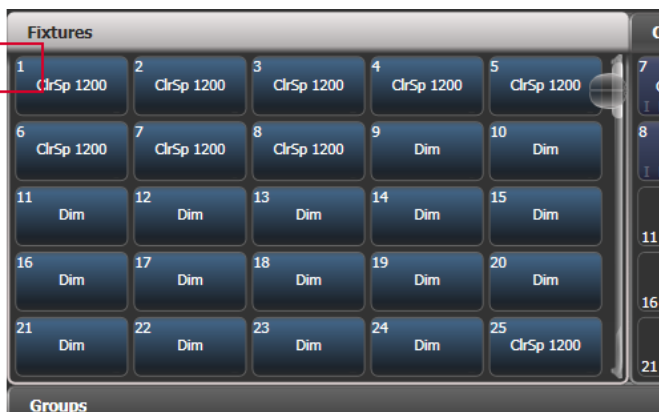 Fixtures
1 ClrSp 1200
2 ClrSp 1200
3 ClrSp 1200
4 ClrSp 1200
5 ClrSp 1200
6 ClrSp 1200
7 ClrSp 1200
8 ClrSp 1200
9 Dim
10 Dim
11 Dim
12 Dim
13 Dim
14 Dim
15 Dim
16 Dim
17 Dim
18 Dim
19 Dim
20 Dim
21 Dim
22 Dim
23 Dim
24 Dim
25 ClrSp 1200
7
I
8
I
11
16
21
Groups